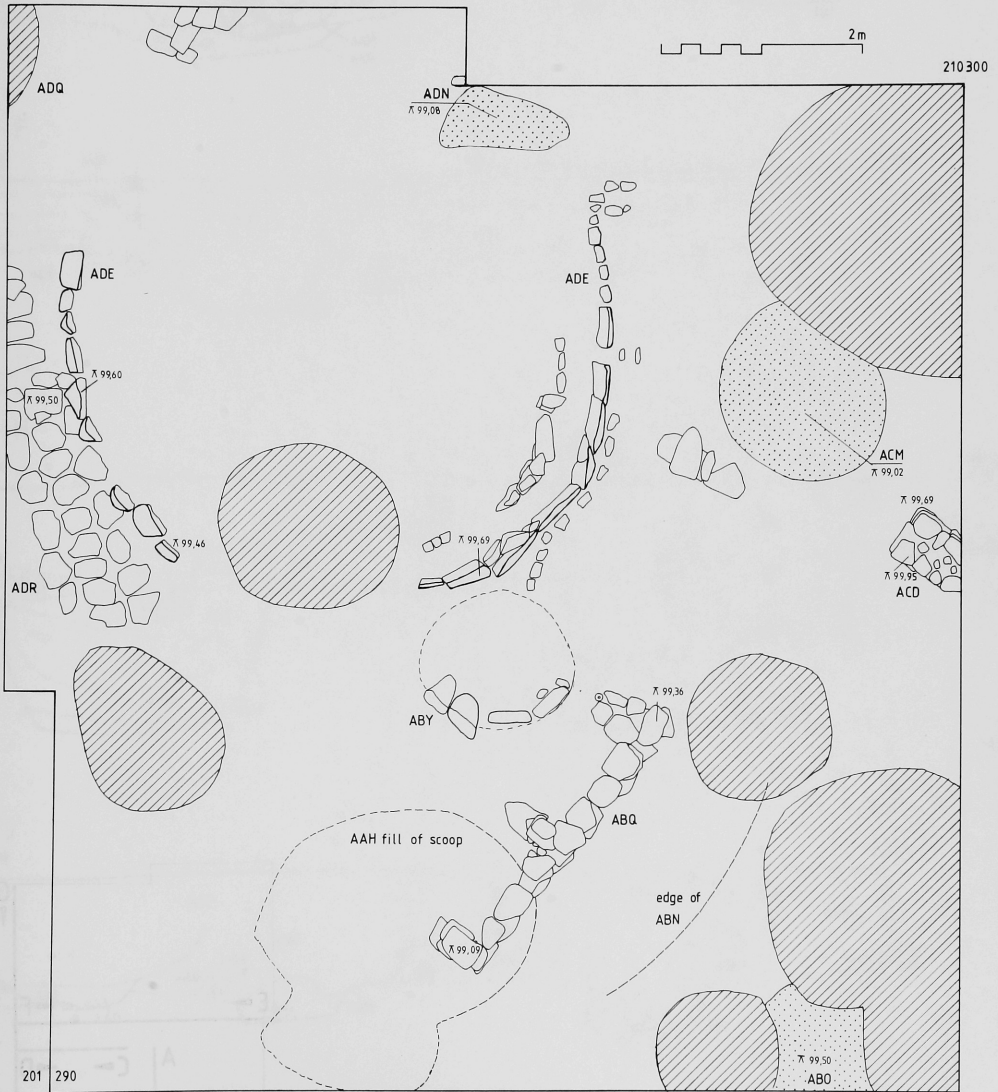 2m
210300
ADQ
ADN
⊼ 99,08
ADE
ADE
⊼ 99,60
⊼ 99,50
ACM
⊼ 99,02
⊼ 99,69
⊼ 99,46
⊼ 99,69
⊼ 99,95
ACD
ADR
⊼ 99,36
ABY
ABQ
AAH fill of scoop
edge of
ABN
⊼ 99,09
⊼ 99,50
ABO
201 290